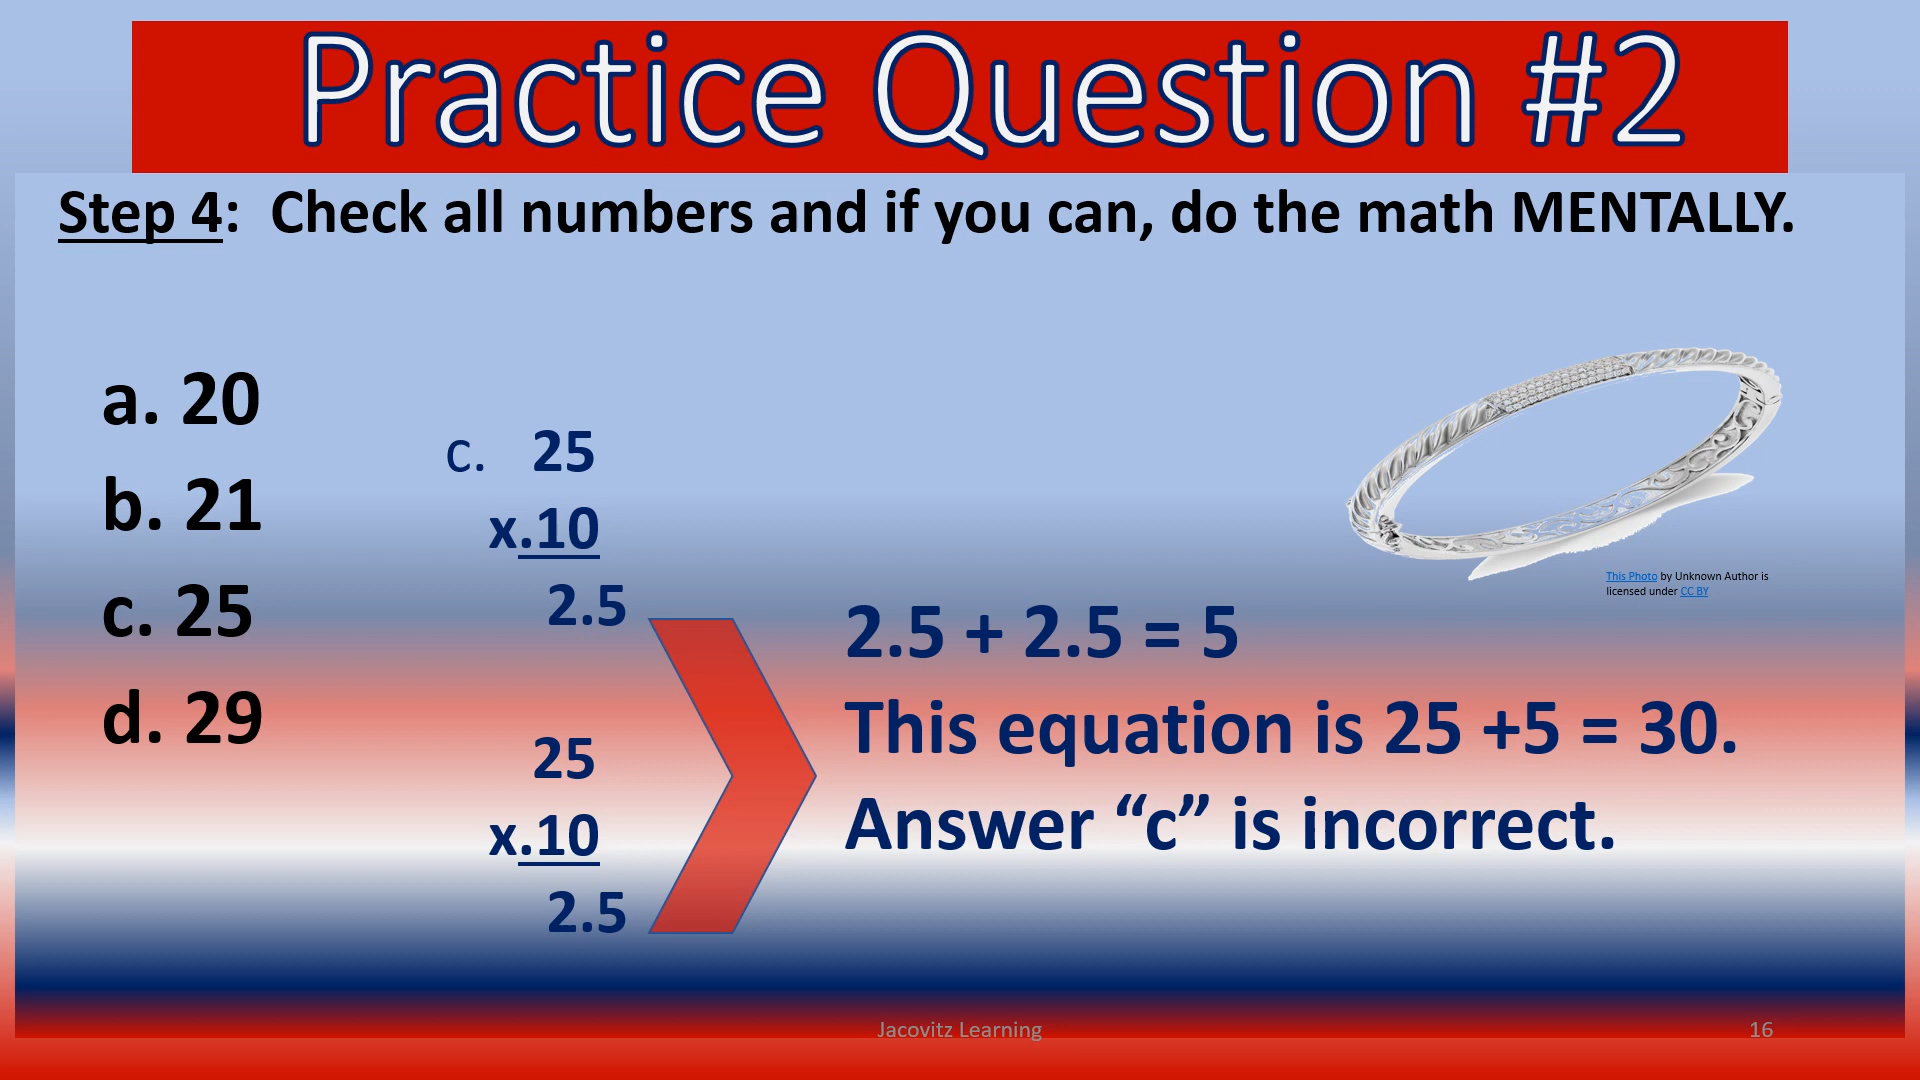 Practice Question #2
Step 4:  Check all numbers and if you can, do the math MENTALLY.
a. 20
b. 21
c. 25
d. 29
c. 25
x.10
2.5
25
x.10
2.5
This Photo by Unknown Author is
licensed under CC BY
2.5 + 2.5 = 5
This equation is 25 +5 = 30.
Answer “c” is incorrect.
Jacovitz Learning
16